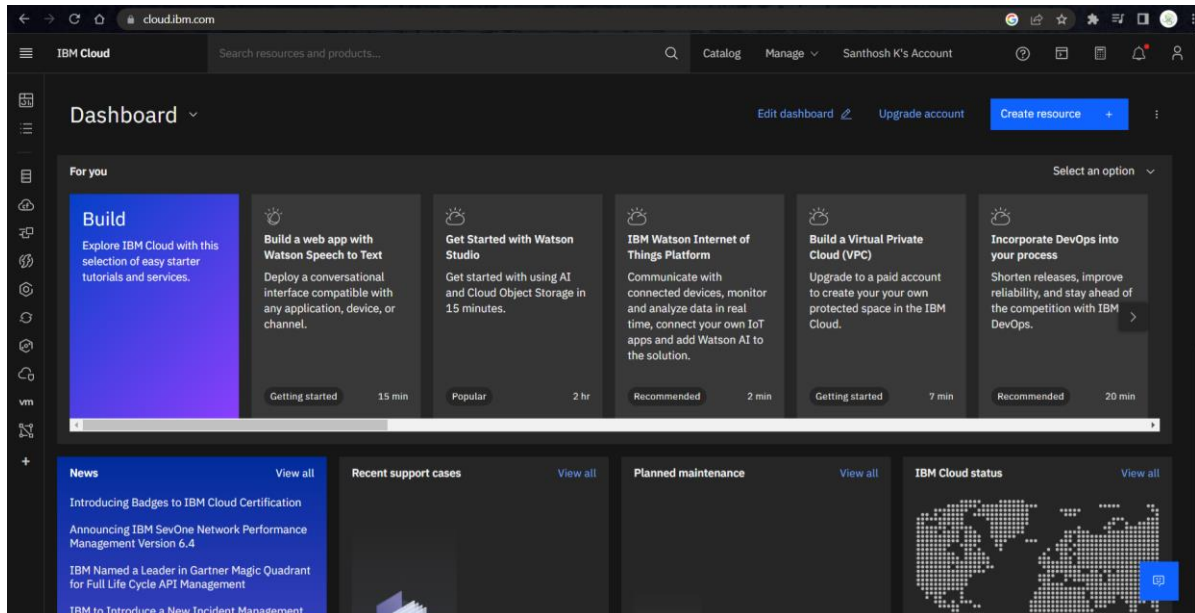 cloud.ibm.com
IBM Cloud
Search resources and products...
Catalog
Manage
Santhosh K's Account
Dashboard
Edit dashboard
Upgrade account
Create resource +
For you
Select an option
Build
Explore IBM Cloud with this
selection of easy starter
tutorials and services.
Build a web app with
Watson Speech to Text
Deploy a conversational
interface compatible with
any application, device, or
channel.
Getting started 15 min
Get Started with Watson
Studio
Get started with using AI
and Cloud Object Storage in
15 minutes.
Popular 2 hr
IBM Watson Internet of
Things Platform
Communicate with
connected devices, monitor
and analyze data in real
time, connect your own IoT
apps and add Watson AI to
the solution.
Recommended 2 min
Build a Virtual Private
Cloud (VPC)
Upgrade to a paid account
to create your your own
protected space in the IBM
Cloud.
Getting started 7 min
Incorporate DevOps into
your process
Shorten releases, improve
reliability, and stay ahead of
the competition with IBM
DevOps.
Recommended 20 min
vm
News View all
Introducing Badges to IBM Cloud Certification
Announcing IBM SevOne Network Performance
Management Version 6.4
IBM Named a Leader in Gartner Magic Quadrant
for Full Life Cycle API Management
IBM to Introduce a New Incident Management
Recent support cases View all
Planned maintenance View all
IBM Cloud status View all